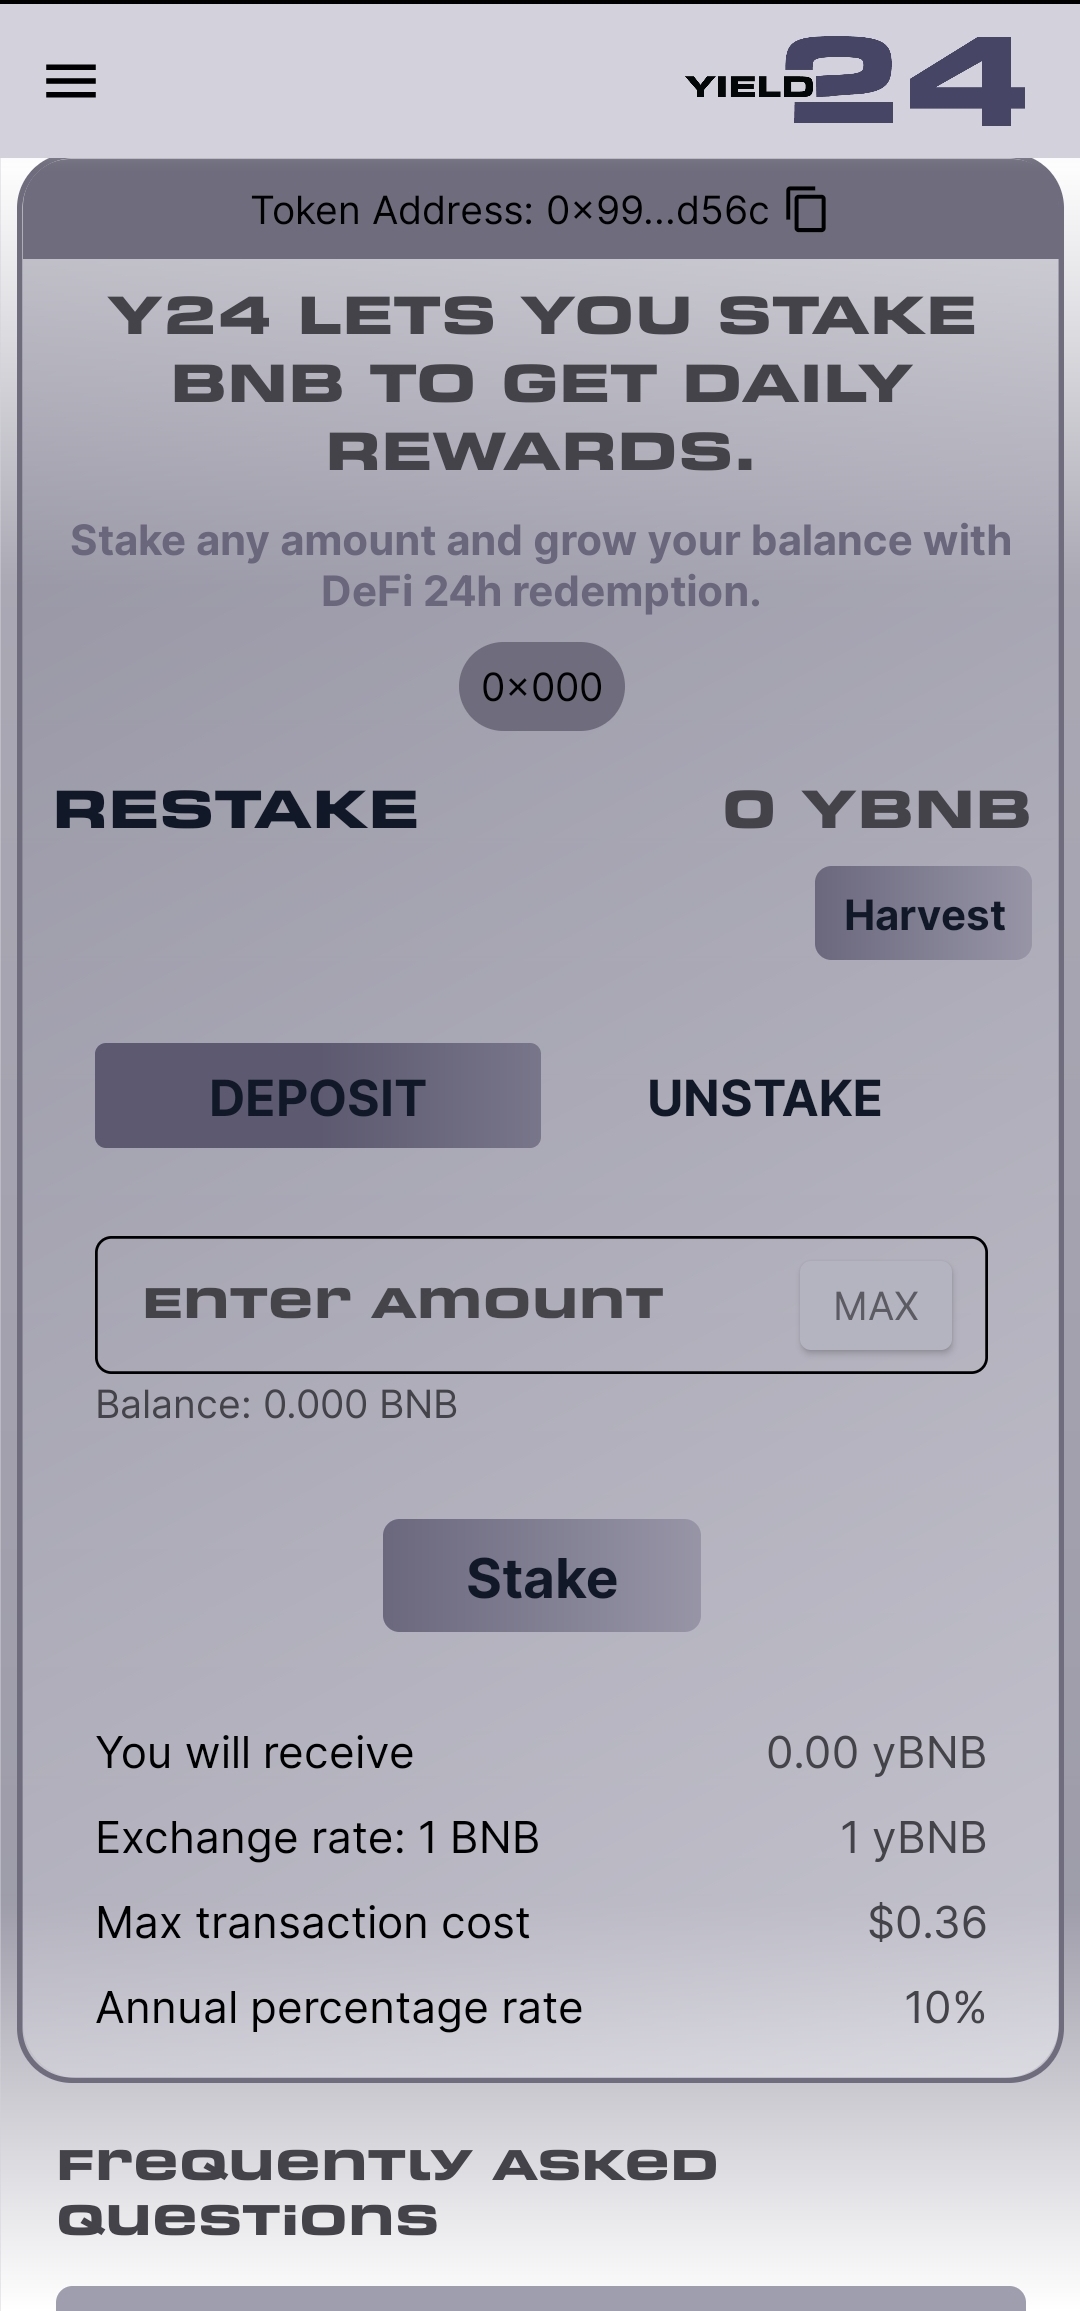 YIELD24
Token Address: 0×99...d56c
Y24 LETS YOU STAKE
BNB TO GET DAILY
REWARDS.
Stake any amount and grow your balance with
DeFi 24h redemption.
0×000
RESTAKE
0 YBNB
Harvest
DEPOSIT
UNSTAKE
Enter Amount
MAX
Balance: 0.000 BNB
Stake
You will receive
0.00 yBNB
Exchange rate: 1 BNB
1 yBNB
Max transaction cost
$0.36
Annual percentage rate
10%
Frequently Asked
Questions